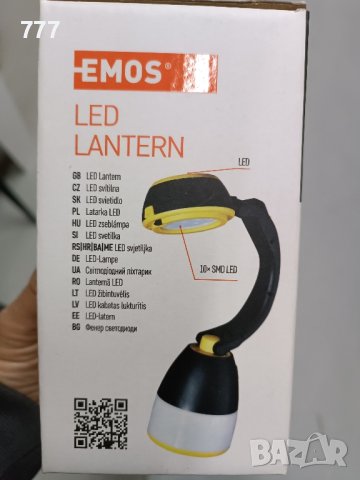 777
EMOS®
LED
LANTERN
LED
GB LED Lantern
CZ LED svítilna
SK LED svietidlo
PL Latarka LED
HU LED zseblámpa
SI LED svetilka
RS|HR|BA|ME LED svjetiljka
DE LED-Lampe
UA Світлодіодний ліхтарик
RO Lanternă LED
LT LED žibintuvėlis
LV LED kabatas lukturītis
EE LED-latern
BG Фенер светодиоди
10× SMD LED
BAZAR